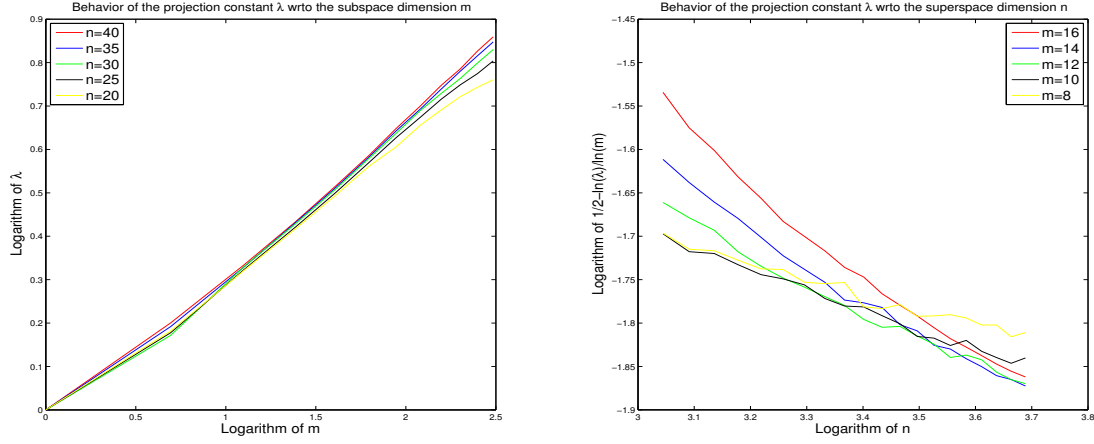 Behavior of the projection constant λ wrto the subspace dimension m
0.9
0.8
0.7
0.6
0.5
0.4
0.3
0.2
0.1
0
Logarithm of λ
n=40
n=35
n=30
n=25
n=20
0
0.5
1
1.5
2
2.5
Logarithm of m
Behavior of the projection constant λ wrto the superspace dimension n
−1.45
−1.5
−1.55
−1.6
−1.65
−1.7
−1.75
−1.8
−1.85
−1.9
Logarithm of 1/2−ln(λ)/ln(m)
m=16
m=14
m=12
m=10
m=8
3
3.1
3.2
3.3
3.4
3.5
3.6
3.7
3.8
Logarithm of n